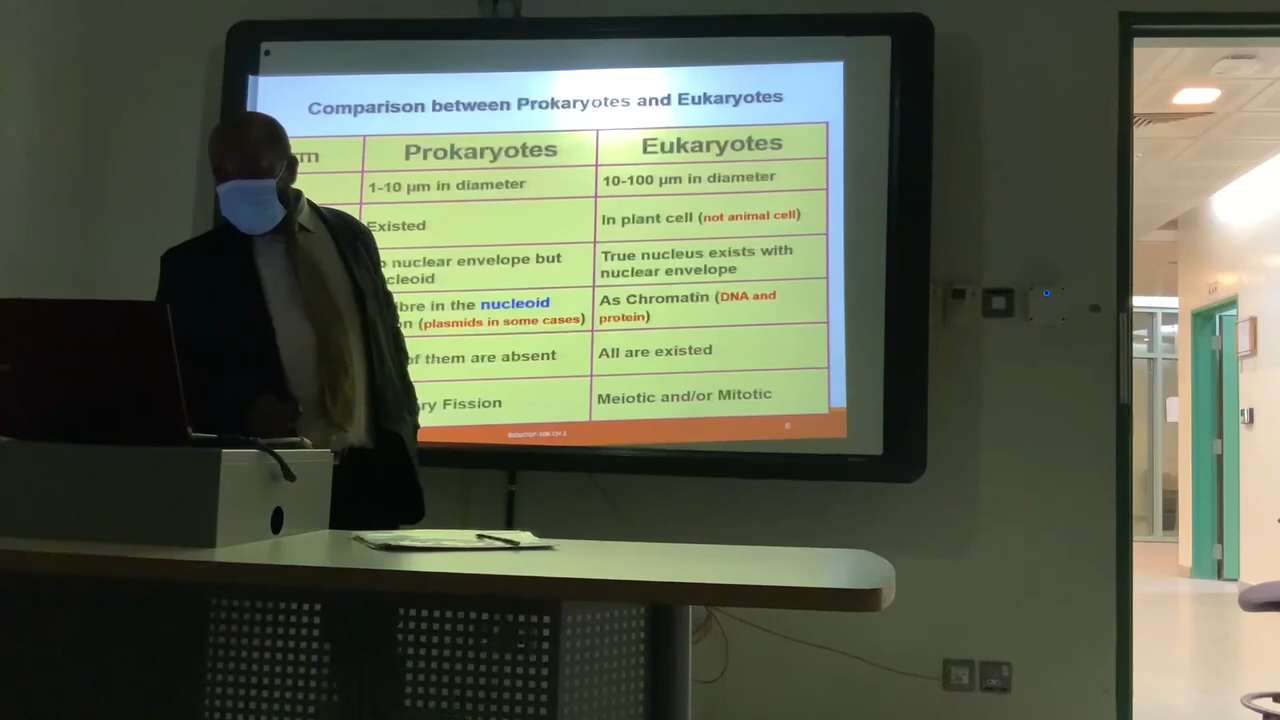 Comparison between Prokaryotes and Eukaryotes
rm Prokaryotes Eukaryotes
1-10 µm in diameter 10-100 µm in diameter
Existed In plant cell (not animal cell)
nuclear envelope but True nucleus exists with
cleoid nuclear envelope
ibre in the nucleoid As Chromatin (DNA and
n (plasmids in some cases) protein)
of them are absent All are existed
ry Fission Meiotic and/or Mitotic